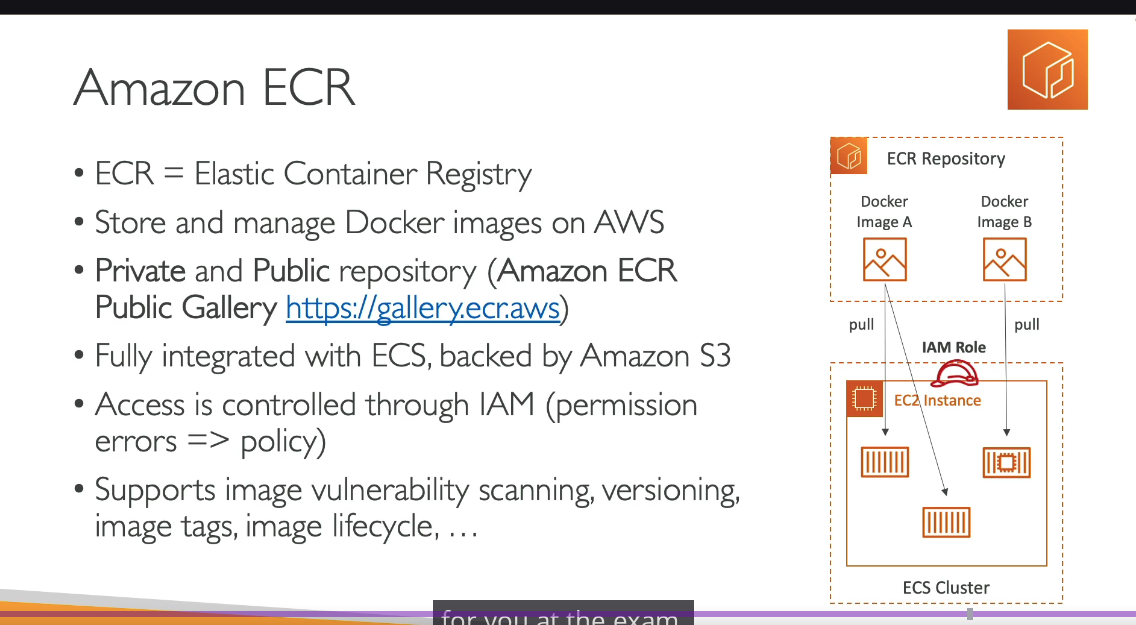 Amazon ECR
• ECR = Elastic Container Registry
• Store and manage Docker images on AWS
• Private and Public repository (Amazon ECR
Public Gallery https://gallery.ecr.aws)
• Fully integrated with ECS, backed by Amazon S3
• Access is controlled through IAM (permission
errors => policy)
• Supports image vulnerability scanning, versioning,
image tags, image lifecycle, …
ECR Repository
Docker
Image A
Docker
Image B
pull
pull
IAM Role
EC2 Instance
ECS Cluster
for you at the exam